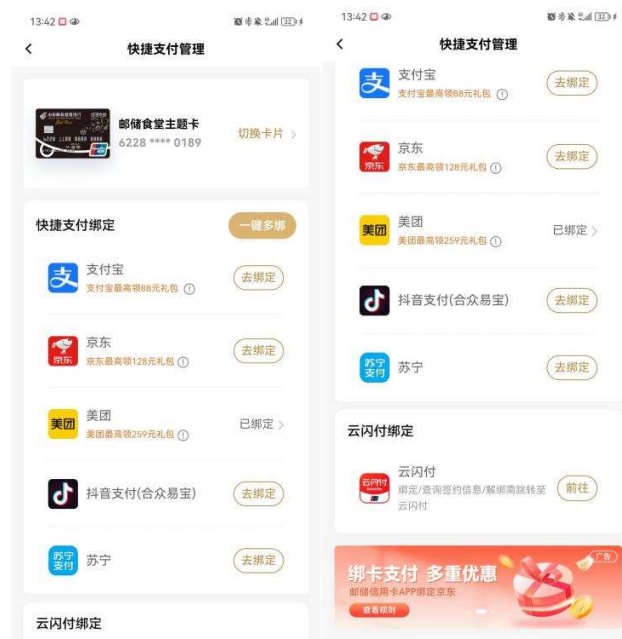 13:42
32
快捷支付管理
邮储食堂主题卡
6228 **** 0189
切换卡片
快捷支付绑定
一键多绑
支
支付宝
支付宝最高领88元礼包
去绑定
京东
京东
京东最高领128元礼包
去绑定
美团
美团
美团最高领259元礼包
已绑定
抖音支付(合众易宝)
去绑定
苏宁
支付
苏宁
去绑定
云闪付绑定
13:42
32
快捷支付管理
支
支付宝
支付宝最高领88元礼包
去绑定
京东
京东
京东最高领128元礼包
去绑定
美团
美团
美团最高领259元礼包
已绑定
抖音支付(合众易宝)
去绑定
苏宁
支付
苏宁
去绑定
云闪付绑定
云闪付
云闪付
绑定/查询签约信息/解绑需跳转至
云闪付
前往
广告
绑卡支付 多重优惠
邮储信用卡APP绑定京东
查看细则